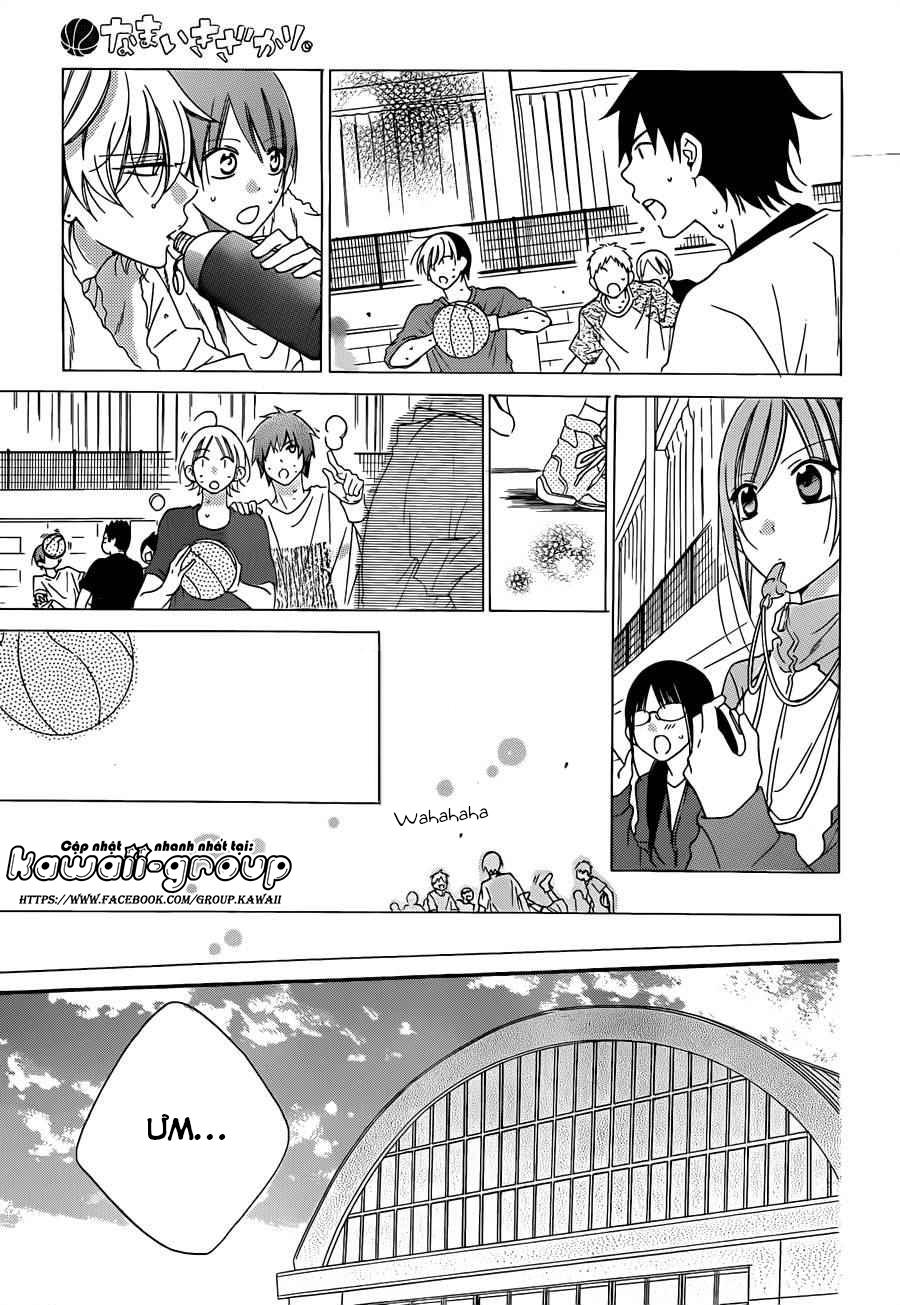 なまいきざかり。
Wahahaha
Cập nhật nhanh nhất tại:
kawaii-group
HTTPS://WWW.FACEBOOK.COM/GROUP.KAWAII
ƯM...